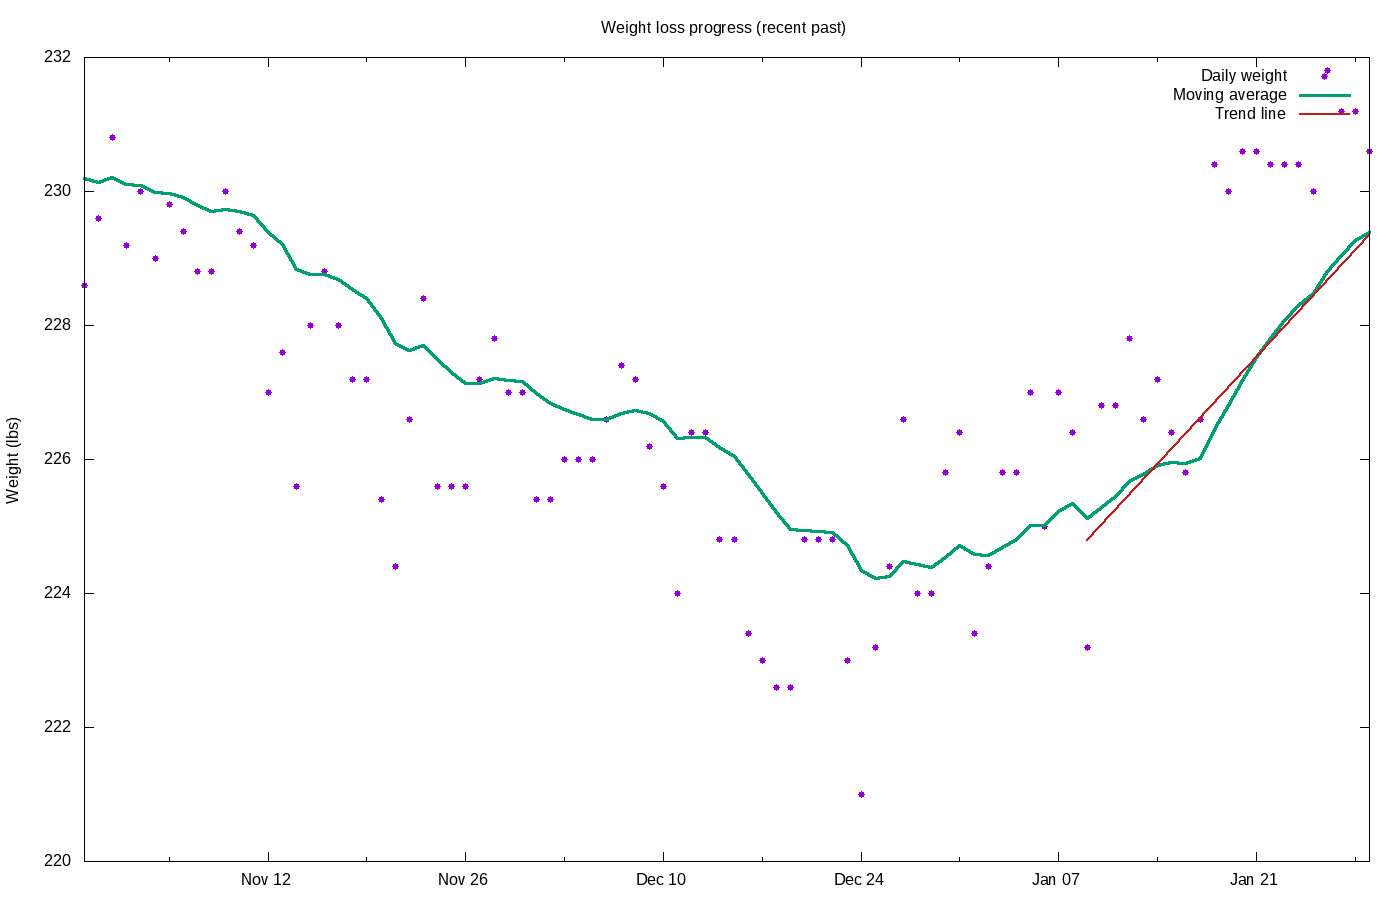 Weight loss progress (recent past)
232
230
228
226
224
222
220
Weight (lbs)
Daily weight
Moving average
Trend line
Nov 12
Nov 26
Dec 10
Dec 24
Jan 07
Jan 21